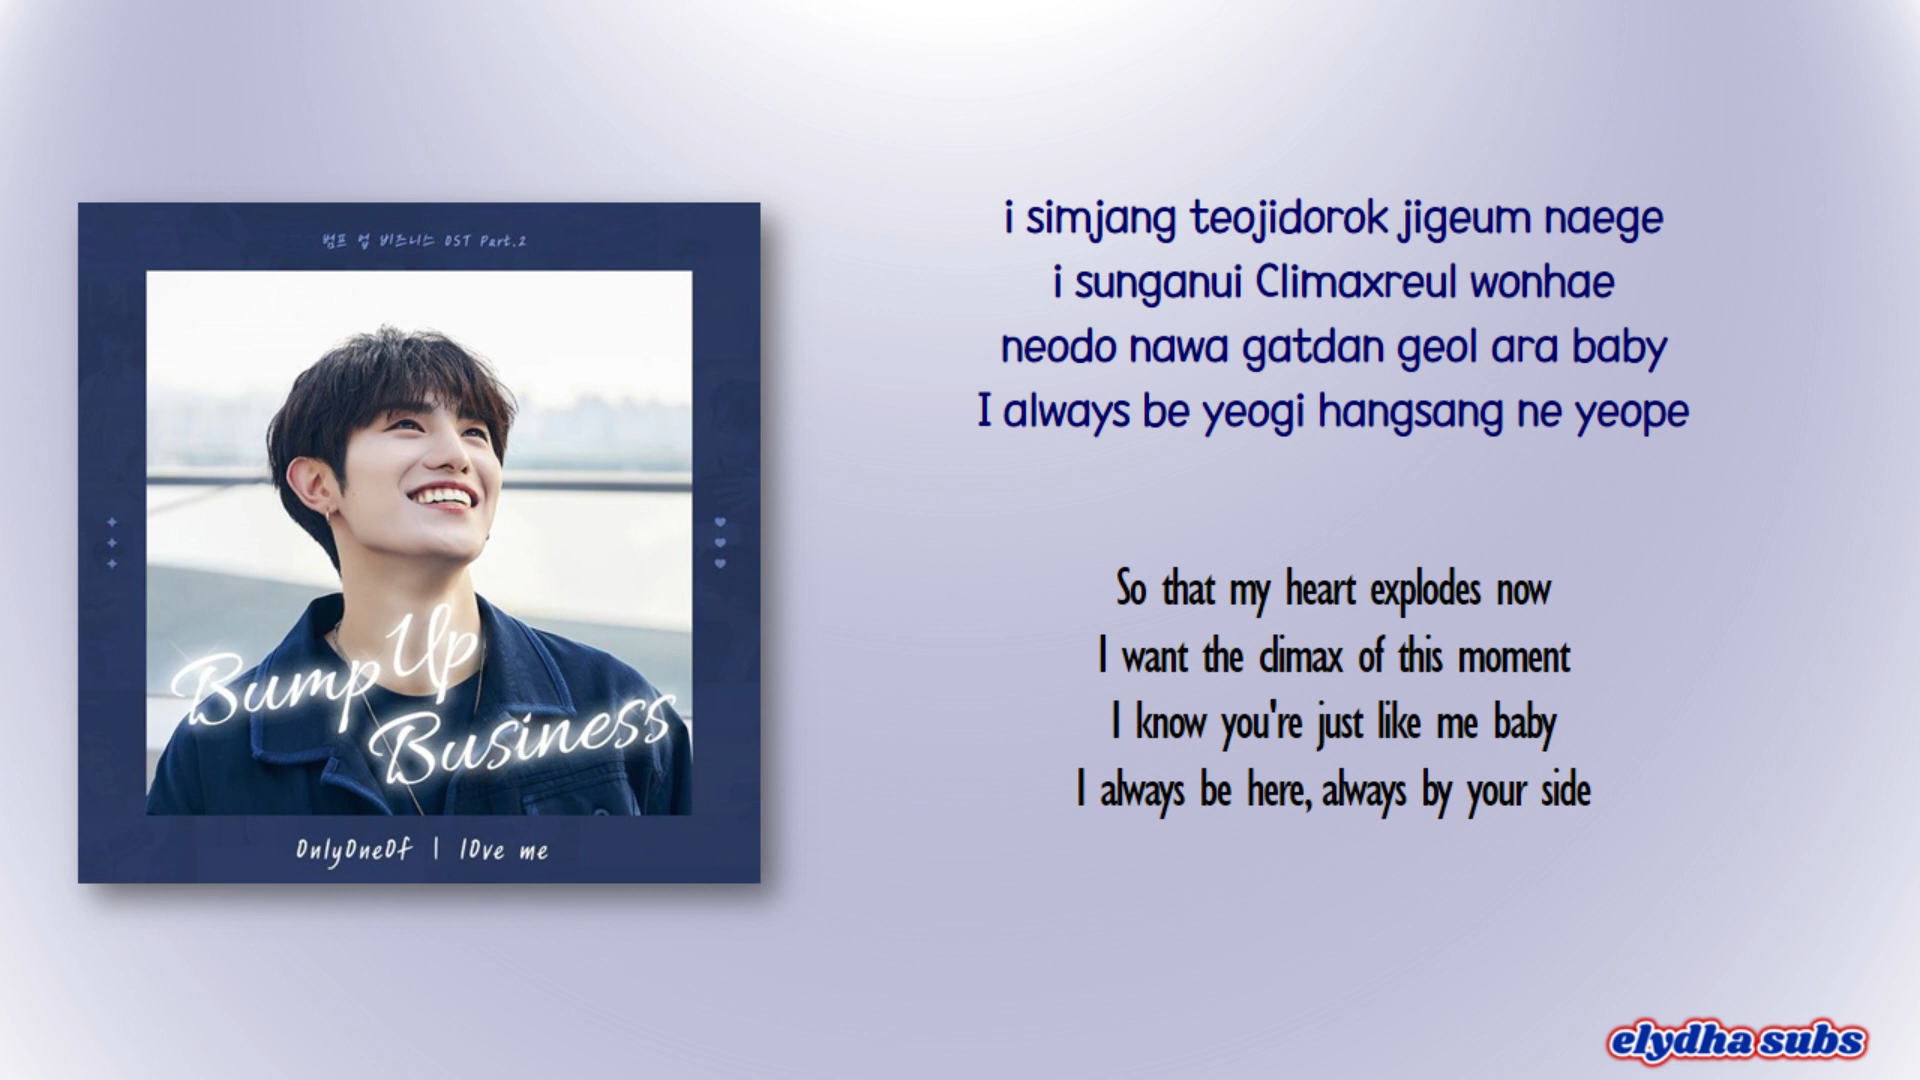 범프 업 비즈니스 OST Part.2
Bump Up
Business
OnlyOneOf | lOve me
i simjang teojidorok jigeum naege
i sunganui Climaxreul wonhae
neodo nawa gatdan geol ara baby
I always be yeogi hangsang ne yeope
So that my heart explodes now
I want the climax of this moment
I know you're just like me baby
I always be here, always by your side
elydha subs